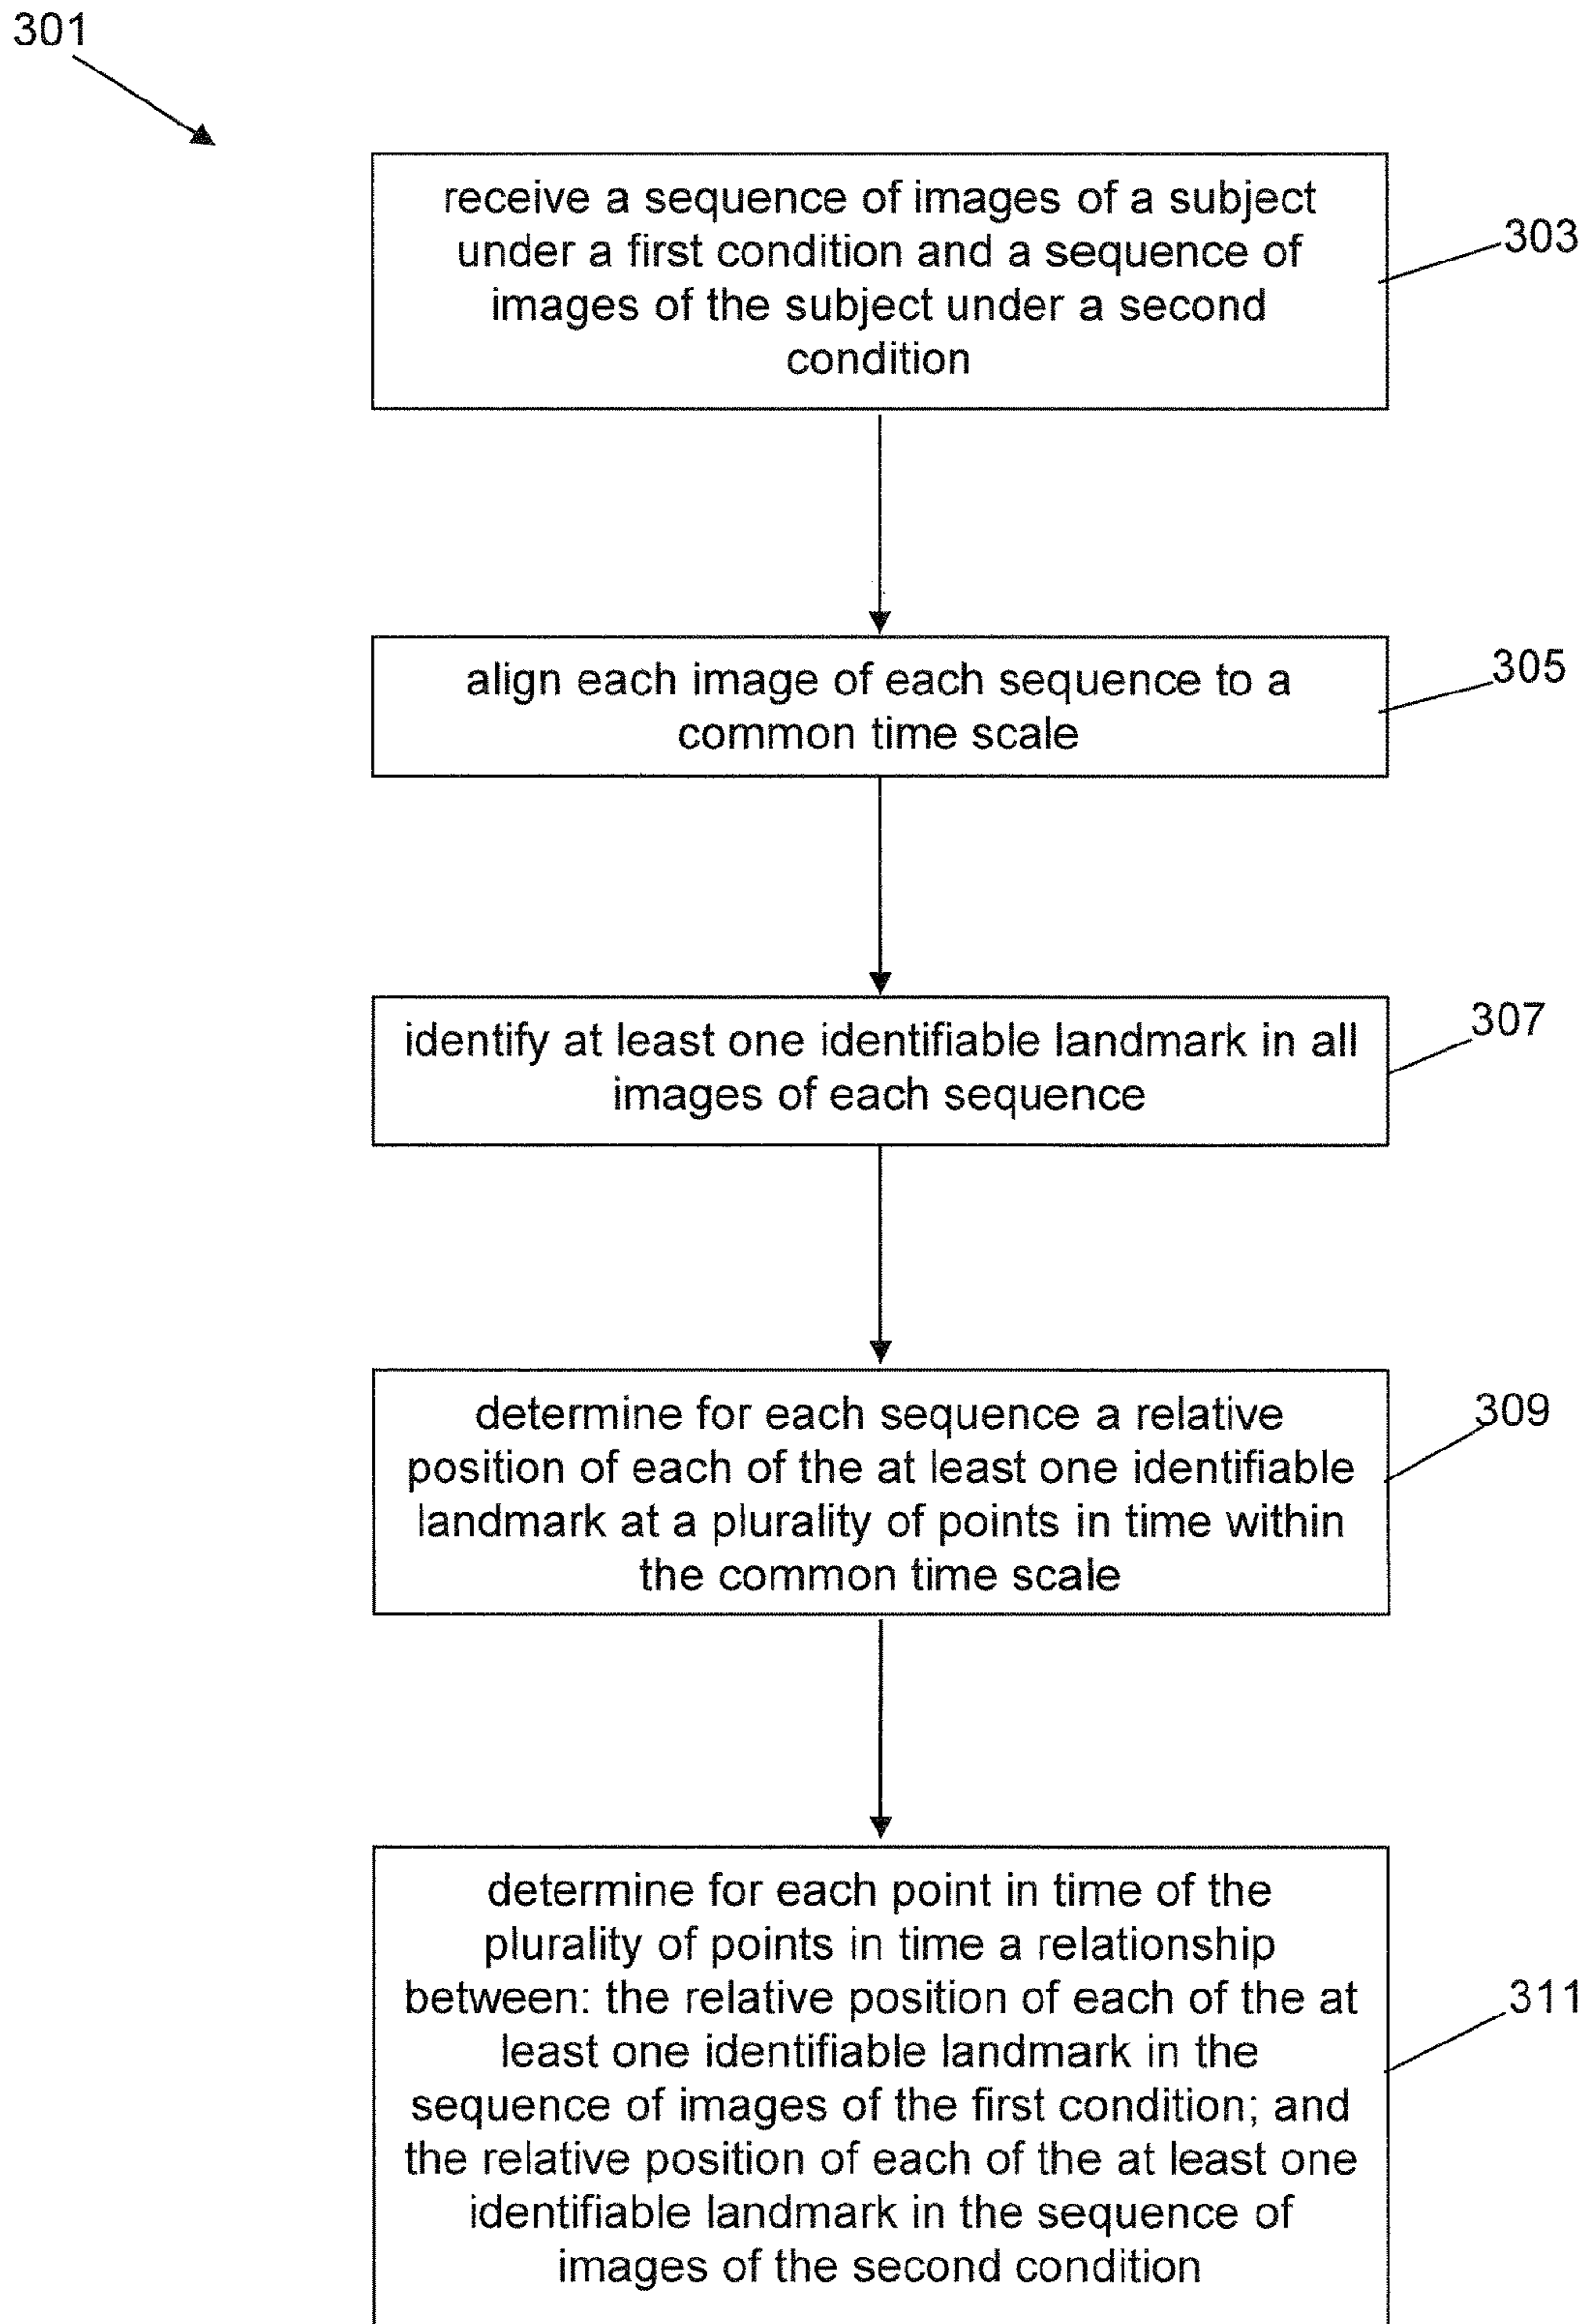 301
receive a sequence of images of a subject
under a first condition and a sequence of
images of the subject under a second
condition
303
align each image of each sequence to a
common time scale
305
identify at least one identifiable landmark in all
images of each sequence
307
determine for each sequence a relative
position of each of the at least one identifiable
landmark at a plurality of points in time within
the common time scale
309
determine for each point in time of the
plurality of points in time a relationship
between: the relative position of each of the at
least one identifiable landmark in the
sequence of images of the first condition; and
the relative position of each of the at least one
identifiable landmark in the sequence of
images of the second condition
311